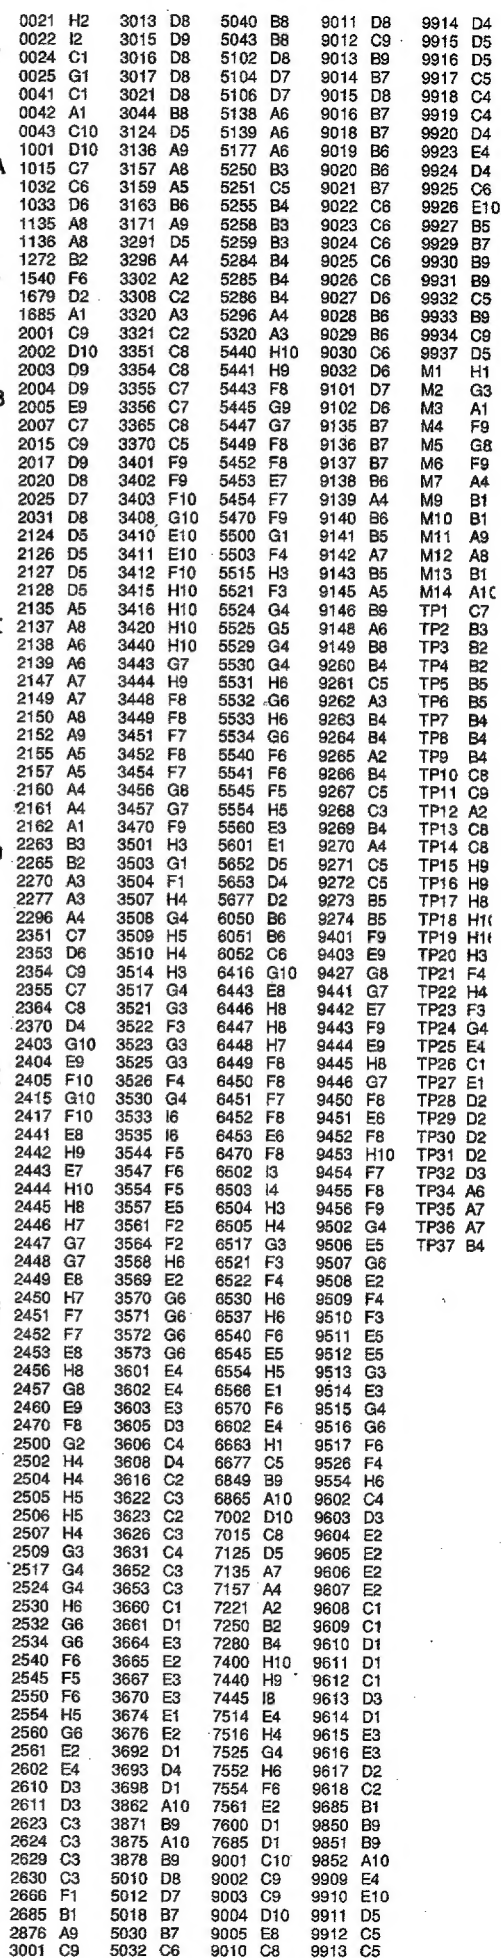 0021 H2
0022 I2
0024 C1
0025 G1
0041 C1
0042 A1
0043 C10
1001 D10
1015 C7
1032 C6
1033 D6
1135 A8
1136 A8
1272 B2
1540 F6
1679 D2
1685 A1
2001 C9
2002 D10
2003 D9
2004 D9
2005 E9
2007 C7
2015 C9
2017 D9
2020 D8
2025 D7
2031 D8
2124 D5
2126 D5
2127 D5
2128 D5
2135 A5
2137 A8
2138 A6
2139 A6
2147 A7
2149 A7
2150 A8
2152 A9
2155 A5
2157 A5
2160 A4
2161 A4
2162 A1
2263 B3
2265 B2
2270 A3
2277 A3
2296 A4
2351 C7
2353 D6
2354 C9
2355 C7
2364 C8
2370 D4
2403 G10
2404 E9
2405 F10
2415 G10
2417 F10
2441 E8
2442 H9
2443 E7
2444 H10
2445 H8
2446 H7
2447 G7
2448 G7
2449 E8
2450 H7
2451 F7
2452 F7
2453 E8
2456 H8
2457 G8
2460 E9
2470 F8
2500 G2
2502 H4
2504 H4
2505 H5
2506 H5
2507 H4
2509 G3
2517 G4
2524 G4
2530 H6
2532 G6
2534 G6
2540 F6
2545 F5
2550 F6
2554 H5
2560 G6
2561 E2
2602 E4
2610 D3
2611 D3
2623 C3
2624 C3
2629 C3
2630 C3
2666 F1
2685 B1
2876 A9
3001 C9
3013 D8
3015 D9
3016 D8
3017 D8
3021 D8
3044 B8
3124 D5
3136 A9
3157 A8
3159 A5
3163 B6
3171 A9
3291 D5
3296 A4
3302 A2
3308 C2
3320 A3
3321 C2
3351 C8
3354 C8
3355 C7
3356 C7
3365 C8
3370 C5
3401 F9
3402 F9
3403 F10
3408 G10
3410 E10
3411 E10
3412 F10
3415 H10
3416 H10
3420 H10
3440 H10
3443 G7
3444 H9
3448 F8
3449 F8
3451 F7
3452 F8
3454 F7
3456 G8
3457 G7
3470 F9
3501 H3
3503 G1
3504 F1
3507 H4
3508 G4
3509 H5
3510 H4
3514 H3
3517 G4
3521 G3
3522 F3
3523 G3
3525 G3
3526 F4
3530 G4
3533 I6
3535 I6
3544 F5
3547 F6
3554 F5
3557 E5
3561 F2
3564 F2
3568 H6
3569 E2
3570 G6
3571 G6
3572 G6
3573 G6
3601 E4
3602 E4
3603 E3
3605 D3
3606 C4
3608 D4
3616 C2
3622 C3
3623 C2
3626 C3
3631 C4
3652 C3
3653 C3
3660 C1
3661 D1
3664 E3
3665 E2
3667 E3
3670 E3
3674 E1
3676 E2
3692 D1
3693 D4
3698 D1
3862 A10
3871 B9
3875 A10
3878 B9
5010 D8
5012 D7
5018 B7
5030 B7
5032 C6
5040 B8
5043 B8
5102 D8
5104 D7
5106 D7
5138 A6
5139 A6
5177 A6
5250 B3
5251 C5
5255 B4
5258 B3
5259 B3
5284 B4
5285 B4
5286 B4
5296 A4
5320 A3
5440 H10
5441 H9
5443 F8
5445 G9
5447 G7
5449 F8
5452 F8
5453 E7
5454 F7
5470 F9
5500 G1
5503 F4
5515 H3
5521 F3
5524 G4
5525 G5
5529 G4
5530 G4
5531 H6
5532 G6
5533 H6
5534 G6
5540 F6
5541 F6
5545 F5
5554 H5
5560 E3
5601 E1
5652 D5
5653 D4
5677 D2
6050 B6
6051 B6
6052 C6
6416 G10
6443 E8
6446 H8
6447 H8
6448 H7
6449 F8
6450 F8
6451 F7
6452 F8
6453 E6
6470 F8
6502 I3
6503 I4
6504 H3
6505 H4
6517 G3
6521 F3
6522 F4
6530 H6
6537 H6
6540 F6
6545 E5
6554 H5
6566 E1
6570 F6
6602 E4
6663 H1
6677 C5
6849 B9
6865 A10
7002 D10
7015 C8
7125 D5
7135 A7
7157 A4
7221 A2
7250 B2
7280 B4
7400 H10
7440 H9
7445 I8
7514 E4
7516 H4
7525 G4
7552 H6
7554 F6
7561 E2
7600 D1
7685 D1
9001 C10
9002 C9
9003 C9
9004 D10
9005 E8
9010 C8
9011 D8
9012 C9
9013 B9
9014 B7
9015 D8
9016 B7
9018 B7
9019 B6
9020 B6
9021 B7
9022 C6
9023 C6
9024 C6
9025 C6
9026 C6
9027 D6
9028 B6
9029 B6
9030 C6
9032 D6
9101 D7
9102 D6
9135 B7
9136 B7
9137 B7
9138 B6
9139 A4
9140 B6
9141 B5
9142 A7
9143 B5
9145 A5
9146 B9
9148 A6
9149 B8
9260 B4
9261 C5
9262 A3
9263 B4
9264 B4
9265 A2
9266 B4
9267 C5
9268 C3
9269 B4
9270 A4
9271 C5
9272 C5
9273 B5
9274 B5
9401 F9
9403 E9
9427 G8
9441 G7
9442 E7
9443 F9
9444 E9
9445 H8
9446 G7
9450 F8
9451 E6
9452 F8
9453 H10
9454 F7
9455 F8
9456 F9
9502 G4
9506 E5
9507 G6
9508 E2
9509 F4
9510 F3
9511 E5
9512 E5
9513 G3
9514 E3
9515 G4
9516 G6
9517 F6
9526 F4
9554 H6
9602 C4
9603 D3
9604 E2
9605 E2
9606 E2
9607 E2
9608 C1
9609 C1
9610 D1
9611 D1
9612 C1
9613 D3
9614 D1
9615 E3
9616 E3
9617 D2
9618 C2
9685 B1
9850 B9
9851 B9
9852 A10
9909 E4
9910 E10
9911 D5
9912 C5
9913 C5
9914 D4
9915 D5
9916 D5
9917 C5
9918 C4
9919 C4
9920 D4
9923 E4
9924 D4
9925 C6
9926 E10
9927 B5
9929 B7
9930 B9
9931 B9
9932 C5
9933 B9
9934 C9
9937 D5
M1 H1
M2 G3
M3 A1
M4 F9
M5 G8
M6 F9
M7 A4
M9 B1
M10 B1
M11 A9
M12 A8
M13 B1
M14
TP1 C7
TP2 B3
TP3 B2
TP4 B2
TP5 B5
TP6 B5
TP7 B4
TP8 B4
TP9 B4
TP10 C8
TP11 C9
TP12 A2
TP13 C8
TP14 C8
TP15 H9
TP16 H9
TP17 H8
TP18
TP19
TP20 H3
TP21 F4
TP22 H4
TP23 F3
TP24 G4
TP25 E4
TP26 C1
TP27 E1
TP28 D2
TP29 D2
TP30 D2
TP31 D2
TP32 D3
TP34 A6
TP35 A7
TP36 A7
TP37 B4